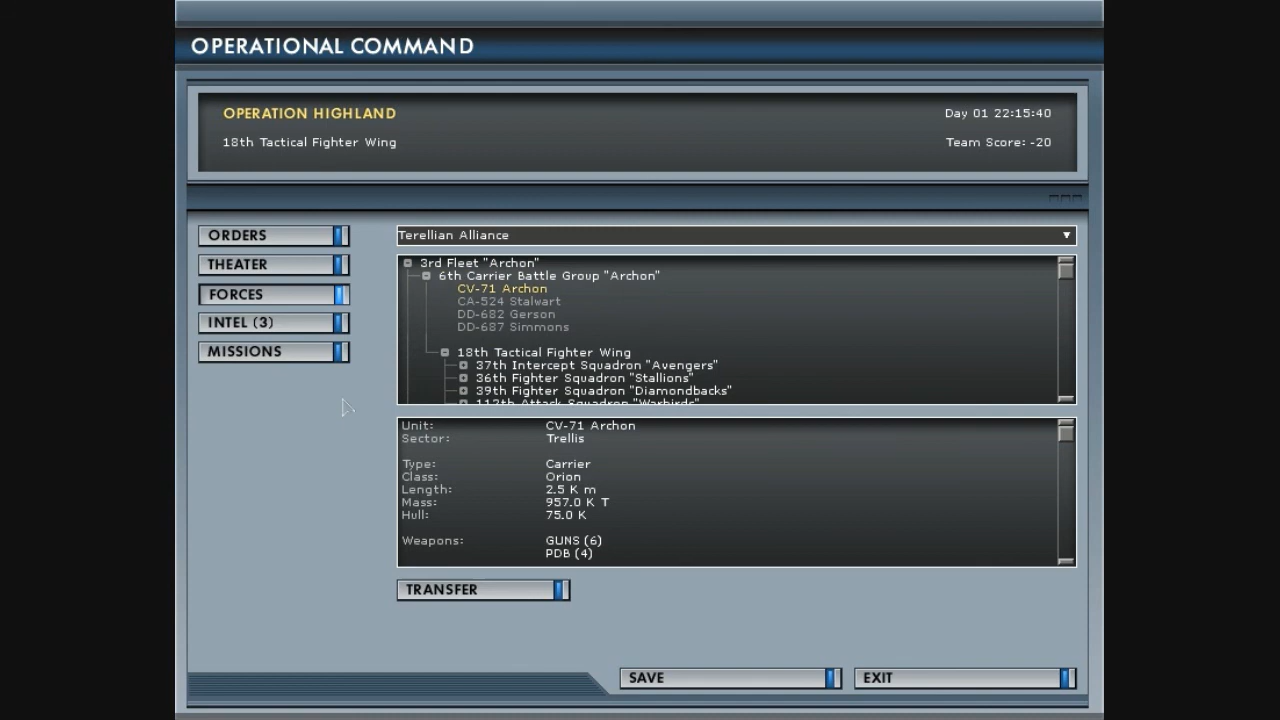 OPERATIONAL COMMAND
OPERATION HIGHLAND
Day 01 22:15:40
18th Tactical Fighter Wing
Team Score: -20
ORDERS
THEATER
FORCES
INTEL (3)
MISSIONS
Terellian Alliance
3rd Fleet "Archon"
6th Carrier Battle Group "Archon"
CV-71 Archon
CA-524 Stalwart
DD-682 Gerson
DD-687 Simmons
18th Tactical Fighter Wing
37th Intercept Squadron "Avengers"
36th Fighter Squadron "Stallions"
39th Fighter Squadron "Diamondbacks"
112th Attack Squadron "Warbirds"
Unit: CV-71 Archon
Sector: Trellis
Type: Carrier
Class: Orion
Length: 2.5 K m
Mass: 957.0 K T
Hull: 75.0 K
Weapons: GUNS (6)
PDB (4)
TRANSFER
SAVE
EXIT